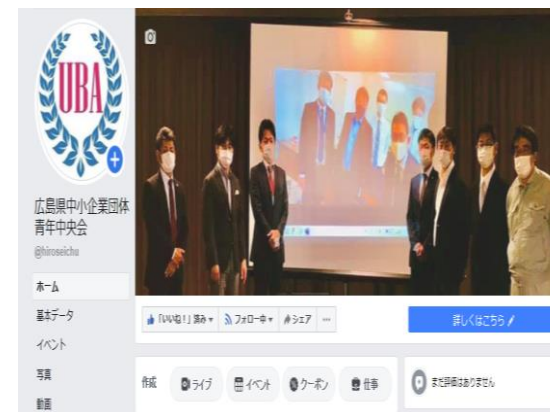 UBA
広島県中小企業団体
青年中央会
@hiroseicho
ホーム
基本データ
イベント
写真
動画
「いいね!」済み フォロー中 シェア ...
詳しくはこちら
作成 ライブ イベント クーポン 仕事
まだ評価はありません